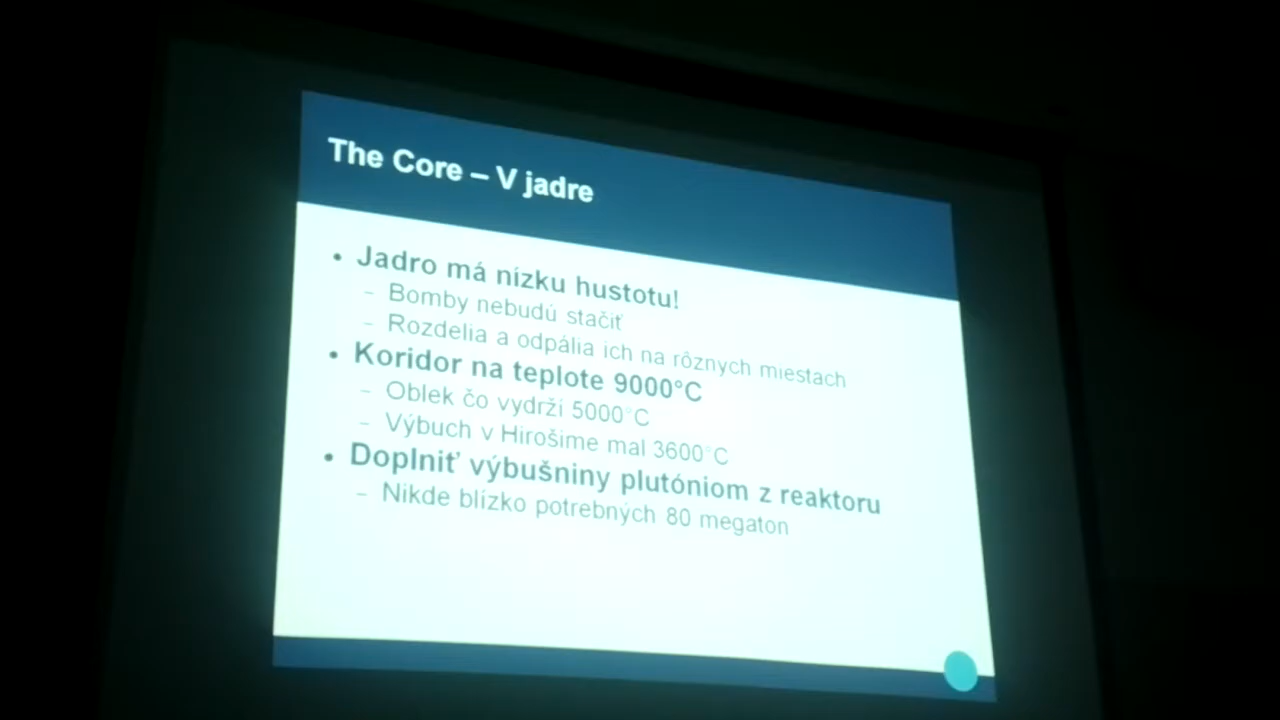 The Core – V jadre
• Jadro má nízku hustotu!
– Bomby nebudú stačiť
– Rozdelia a odpália ich na rôznych miestach
• Koridor na teplote 9000°C
– Oblek čo vydrží 5000°C
– Výbuch v Hirošime mal 3600°C
• Doplniť výbušniny plutóniom z reaktoru
– Nikde blízko potrebných 80 megaton